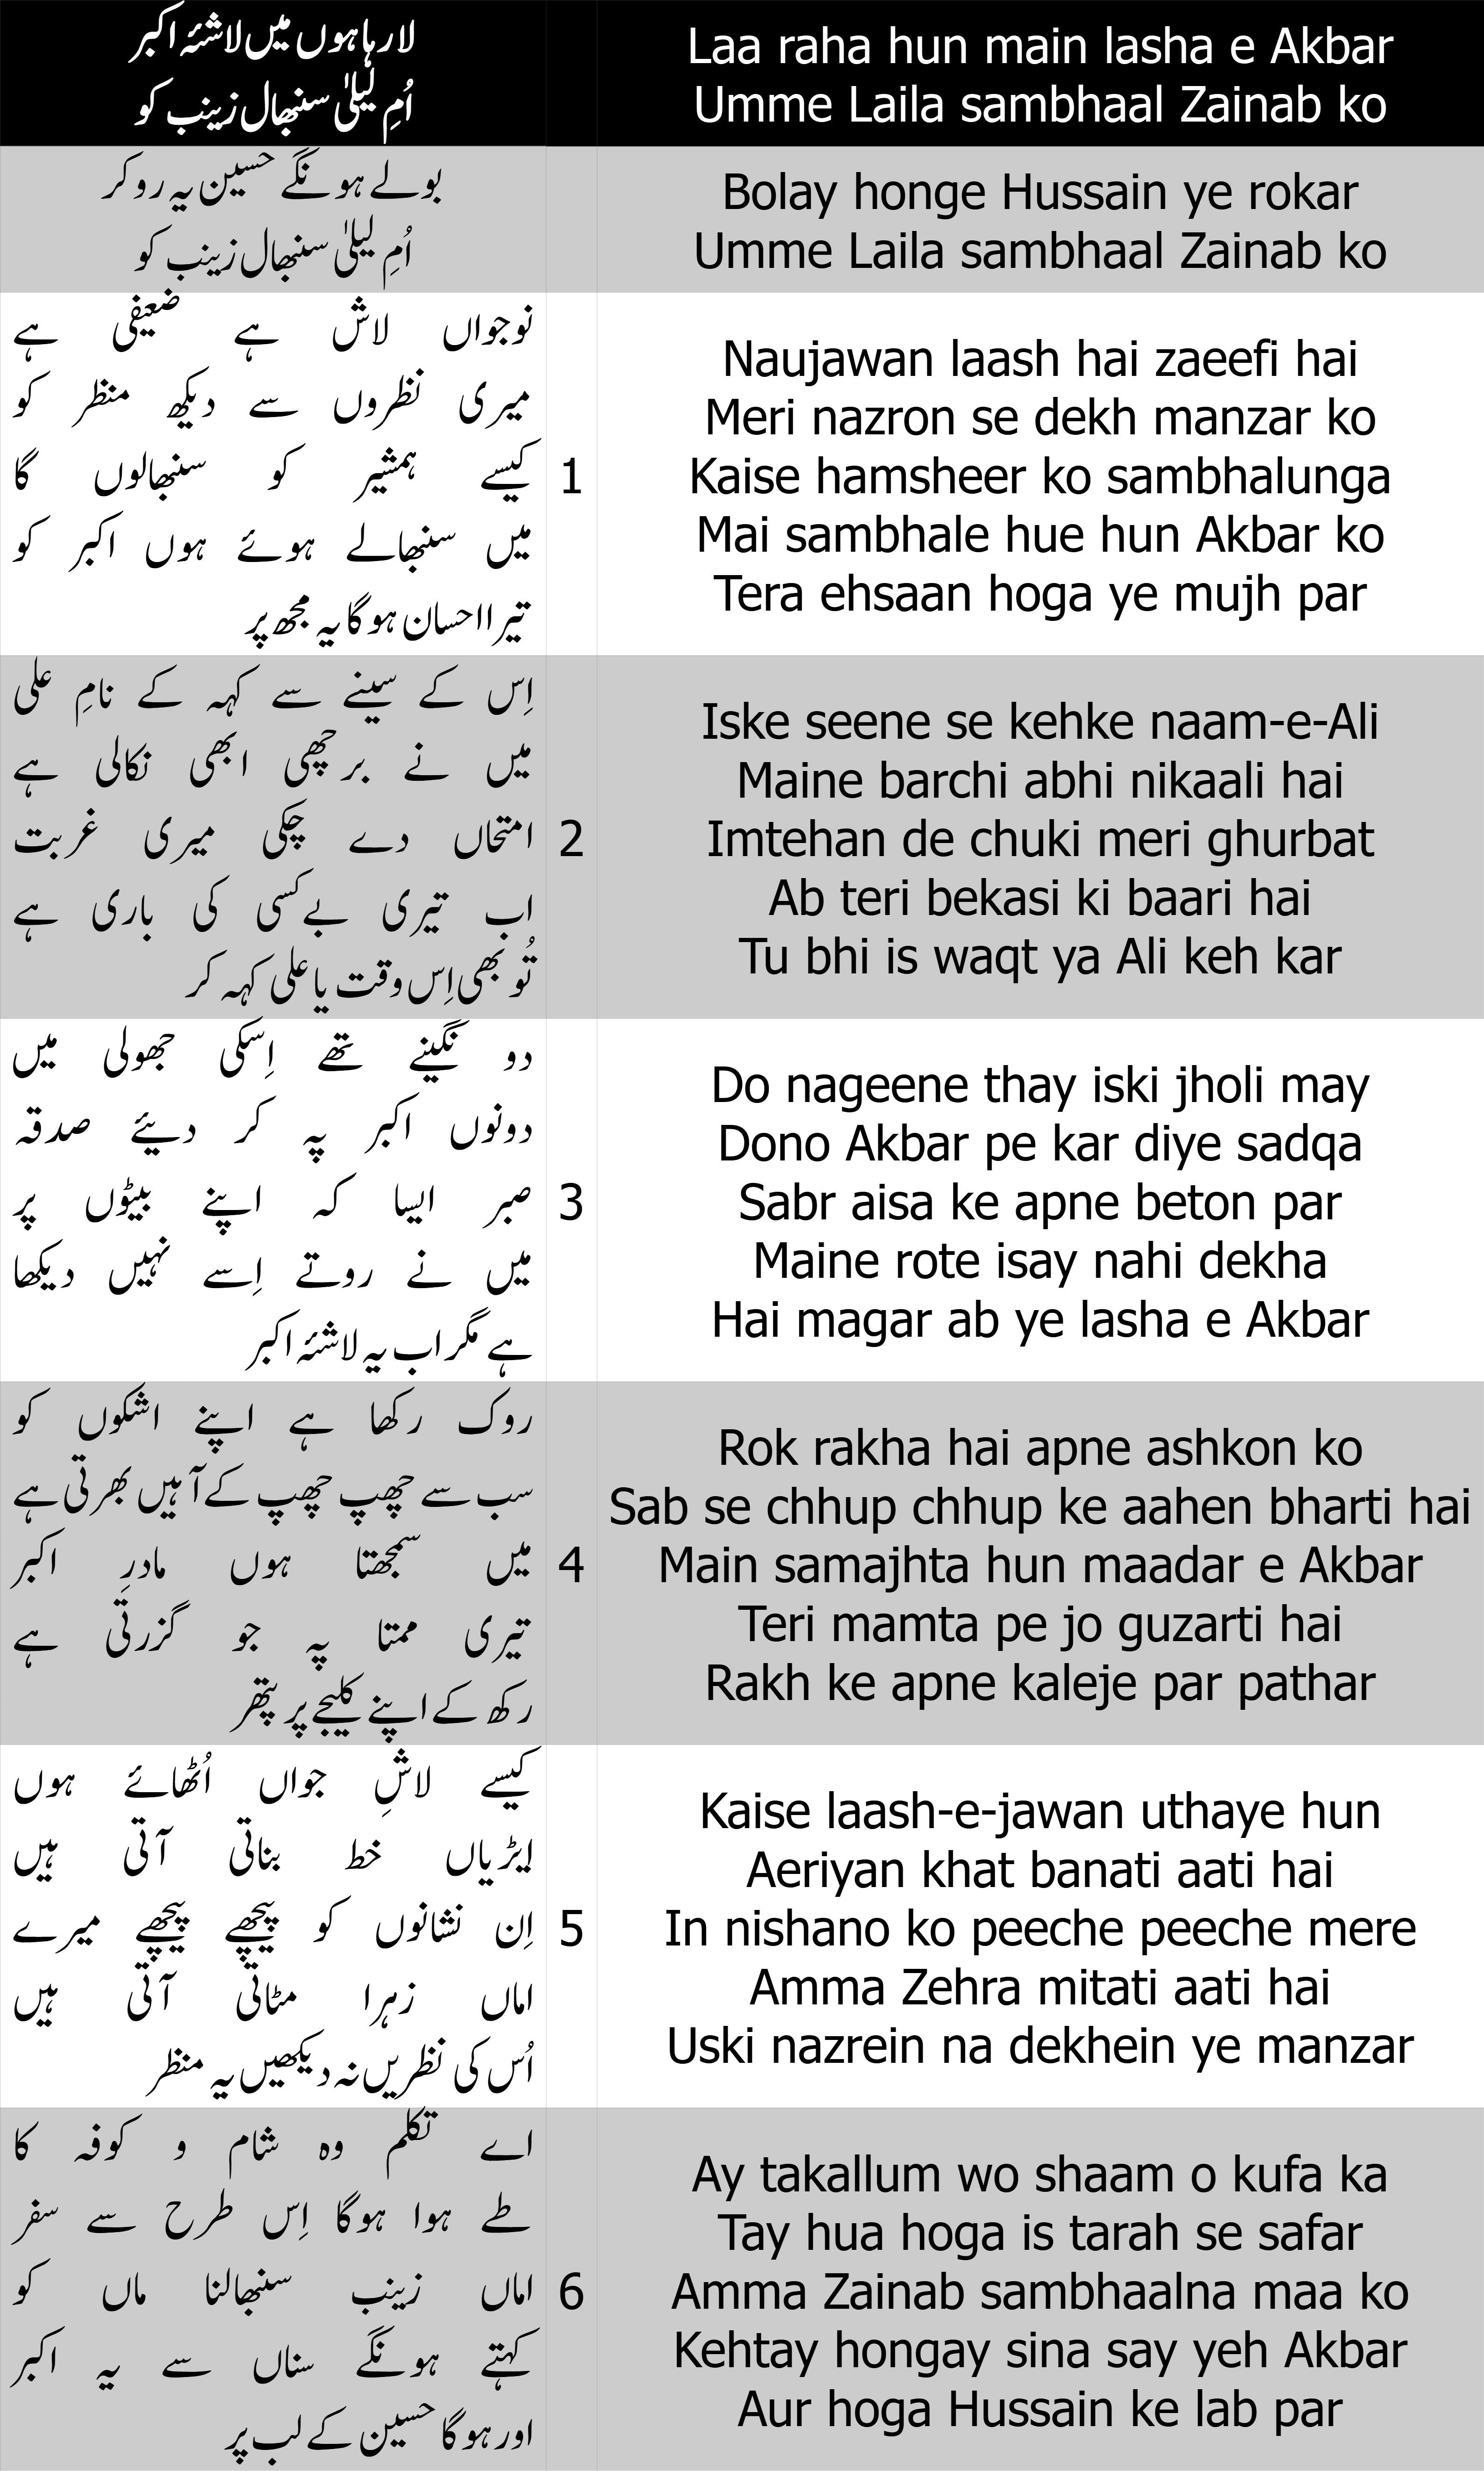 لا رہا ہوں میں لاشئہ اکبر
اُمِ لیلیٰ سنبھال زینب کو
Laa raha hun main lasha e Akbar
Umme Laila sambhaal Zainab ko
بولے ہونگے حسین یہ رو کر
اُمِ لیلیٰ سنبھال زینب کو
Bolay honge Hussain ye rokar
Umme Laila sambhaal Zainab ko
نوجواں لاش ہے ضعیفی ہے
میری نظروں سے دیکھ منظر کو
کیسے ہمشیر کو سنبھالوں گا
میں سنبھالے ہوئے ہوں اکبر کو
تیرا احسان ہوگا یہ مجھ پر
1
Naujawan laash hai zaeefi hai
Meri nazron se dekh manzar ko
Kaise hamsheer ko sambhalunga
Mai sambhale hue hun Akbar ko
Tera ehsaan hoga ye mujh par
اِس کے سینے سے کہہ کے نامِ علی
میں نے برچھی ابھی نکالی ہے
امتحاں دے چکی میری غربت
اب تیری بےکسی کی باری ہے
تُو بھی اِس وقت یا علی کہہ کر
2
Iske seene se kehke naam-e-Ali
Maine barchi abhi nikaali hai
Imtehan de chuki meri ghurbat
Ab teri bekasi ki baari hai
Tu bhi is waqt ya Ali keh kar
دو نگینے تھے اِسکی جھولی میں
دونوں اکبر پہ کر دیئے صدقہ
صبر ایسا کہ اپنے بیٹوں پر
میں نے روتے اِسے نہیں دیکھا
ہے مگر اب یہ لاشئہ اکبر
3
Do nageene thay iski jholi may
Dono Akbar pe kar diye sadqa
Sabr aisa ke apne beton par
Maine rote isay nahi dekha
Hai magar ab ye lasha e Akbar
روک رکھا ہے اپنے اشکوں کو
سب سے چھپ چھپ کے آہیں بھرتی ہے
میں سمجھتا ہوں مادرِ اکبر
تیری ممتا پہ جو گزرتی ہے
رکھ کے اپنے کلیجے پر پتھر
4
Rok rakha hai apne ashkon ko
Sab se chhup chhup ke aahen bharti hai
Main samajhta hun maadar e Akbar
Teri mamta pe jo guzarti hai
Rakh ke apne kaleje par pathar
کیسے لاشِ جواں اُٹھائے ہوں
ایڑیاں خط بناتی آتی ہیں
اِن نشانوں کو پیچھے پیچھے میرے
اماں زہرا مٹاتی آتی ہیں
اُس کی نظریں نہ دیکھیں یہ منظر
5
Kaise laash-e-jawan uthaye hun
Aeriyan khat banati aati hai
In nishano ko peeche peeche mere
Amma Zehra mitati aati hai
Uski nazrein na dekhein ye manzar
اے تکلم وہ شام و کوفہ کا
طے ہوا ہوگا اِس طرح سے سفر
اماں زینب سنبھالنا ماں کو
کہتے ہونگے سناں سے یہ اکبر
اور ہوگا حسین کے لب پر
6
Ay takallum wo shaam o kufa ka
Tay hua hoga is tarah se safar
Amma Zainab sambhaalna maa ko
Kehtay hongay sina say yeh Akbar
Aur hoga Hussain ke lab par